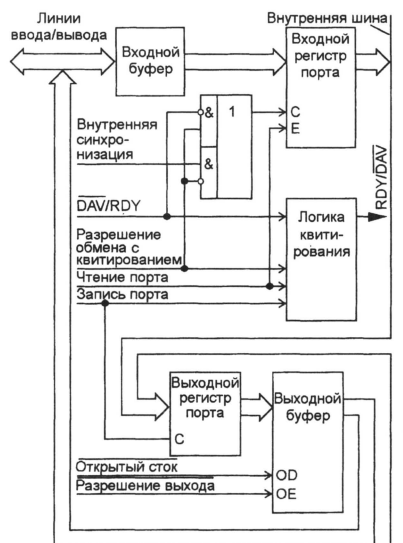 Линии
ввода/вывода
Внутренняя шина
Входной
буфер
Входной
регистр
порта
C
E
&
1
&
Внутренняя
синхро-
низация
DAV/RDY
Разрешение
обмена с
квитированием
Чтение порта
Запись порта
Логика
квити-
рования
RDY/DAV
Выходной
регистр
порта
C
Выходной
буфер
OD
OE
Открытый сток
Разрешение выхода